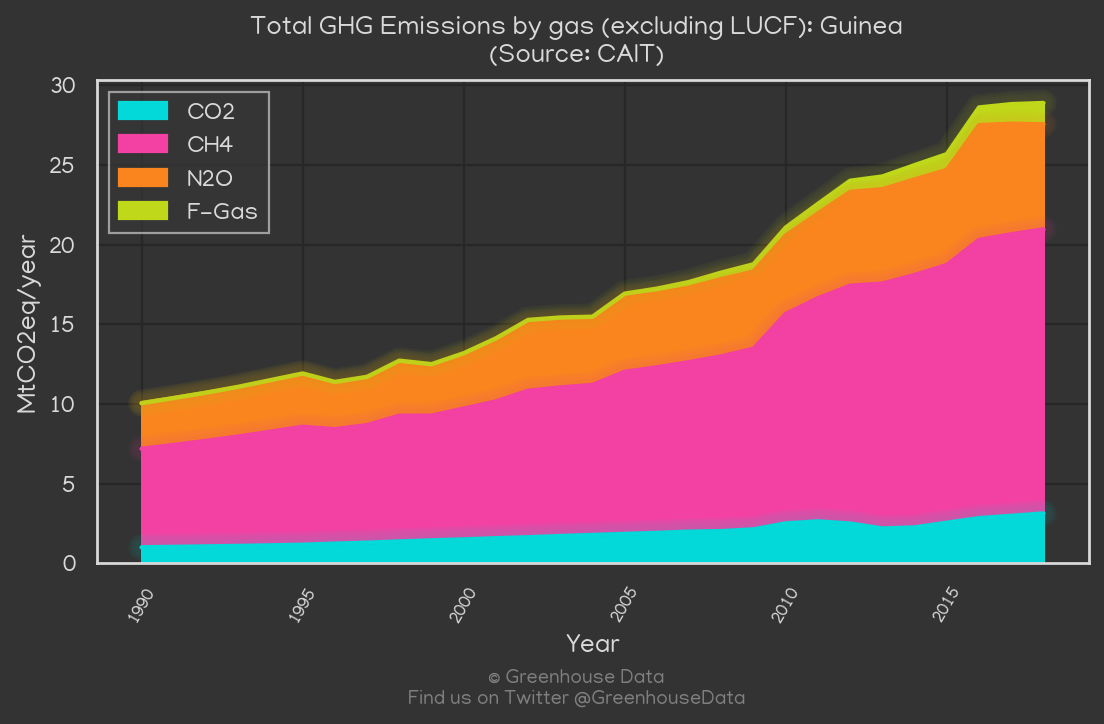 Total GHG Emissions by gas (excluding LUCF): Guinea
(Source: CAIT)
30
25
20
15
10
5
0
MtCO2eq/year
CO2
CH4
N2O
F-Gas
1990
1995
2000
2005
2010
2015
Year
© Greenhouse Data
Find us on Twitter @GreenhouseData